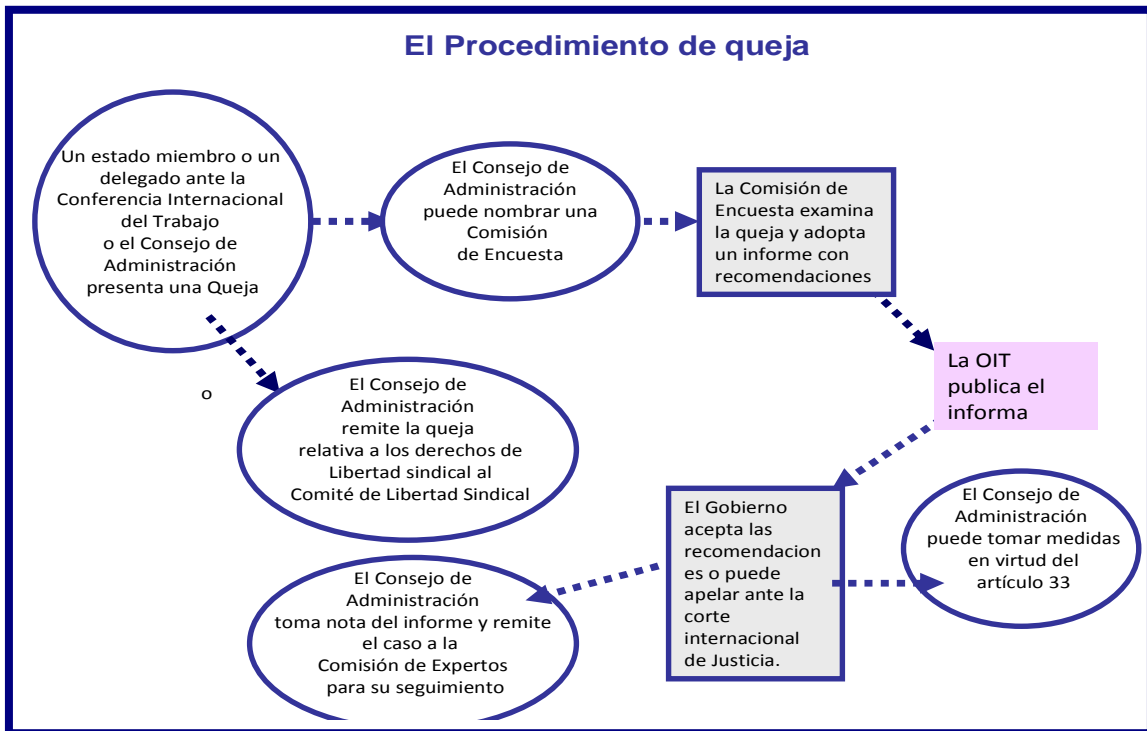 El Procedimiento de queja
Un estado miembro o un
delegado ante la
Conferencia Internacional
del Trabajo
o el Consejo de
Administración
presenta una Queja
El Consejo de
Administración
puede nombrar una
Comisión
de Encuesta
La Comisión de
Encuesta examina
la queja y adopta
un informe con
recomendaciones
La OIT
publica el
informa
o
El Consejo de
Administración
remite la queja
relativa a los derechos de
Libertad sindical al
Comité de Libertad Sindical
El Gobierno
acepta las
recomendacion
es o puede
apelar ante la
corte
internacional
de Justicia.
El Consejo de
Administración
puede tomar medidas
en virtud del
artículo 33
El Consejo de
Administración
toma nota del informe y remite
el caso a la
Comisión de Expertos
para su seguimiento